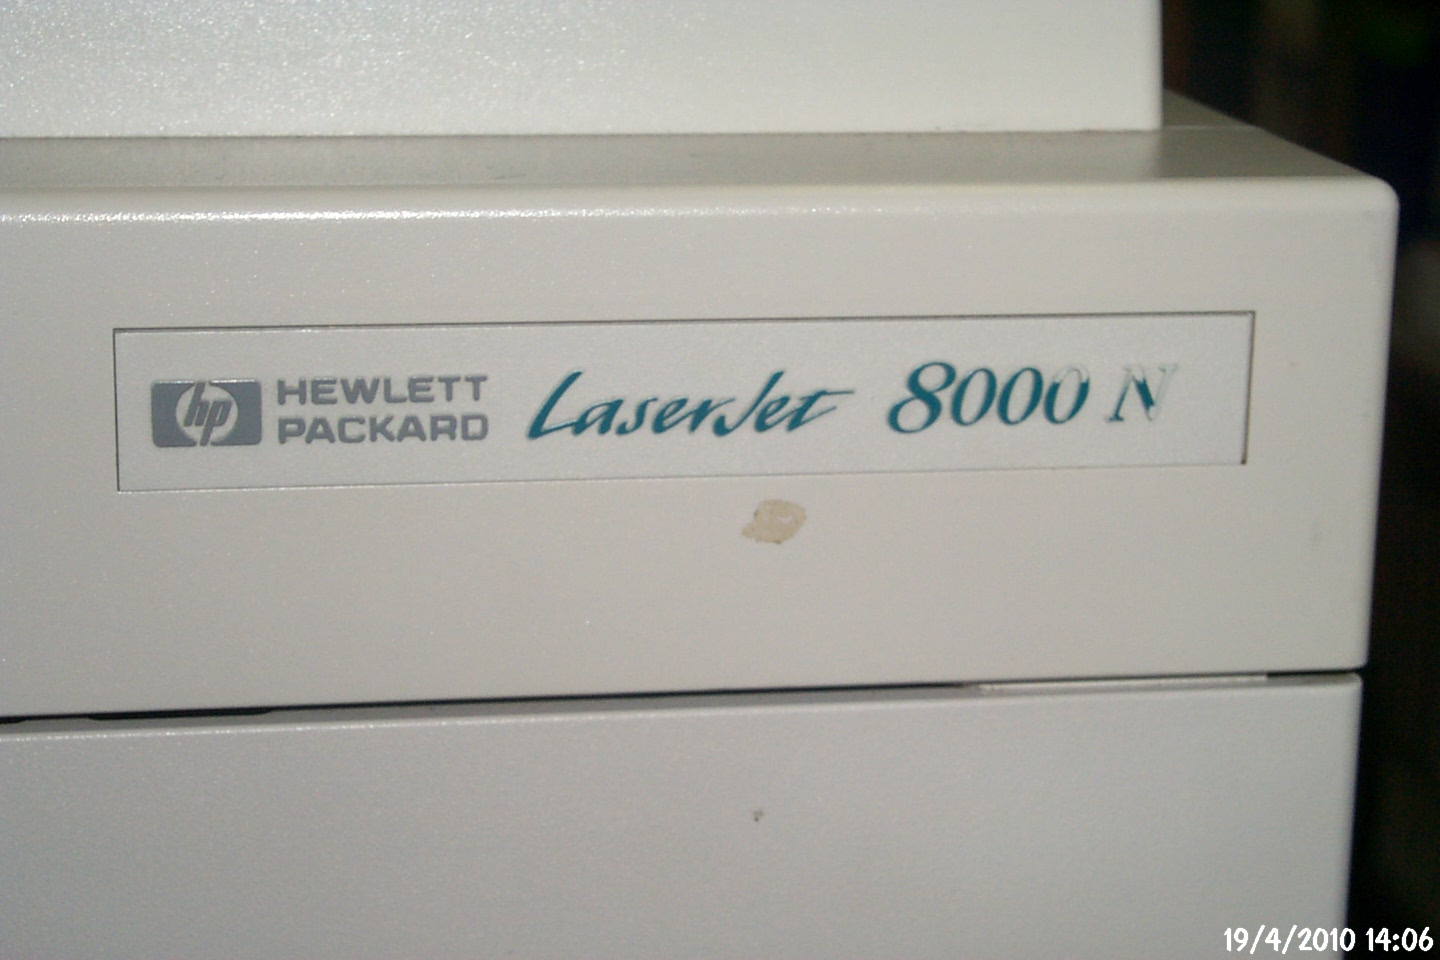 hp HEWLETT
PACKARD
LaserJet 8000 N
19/4/2010 14:06